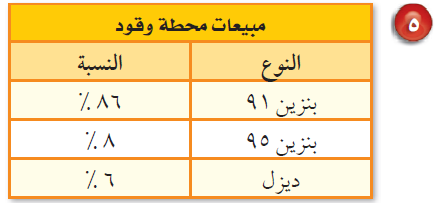 ٥
مبيعات محطة وقود
النوع النسبة
بنزين ٩١ ٨٦ ٪
بنزين ٩٥ ٨ ٪
ديزل ٦ ٪